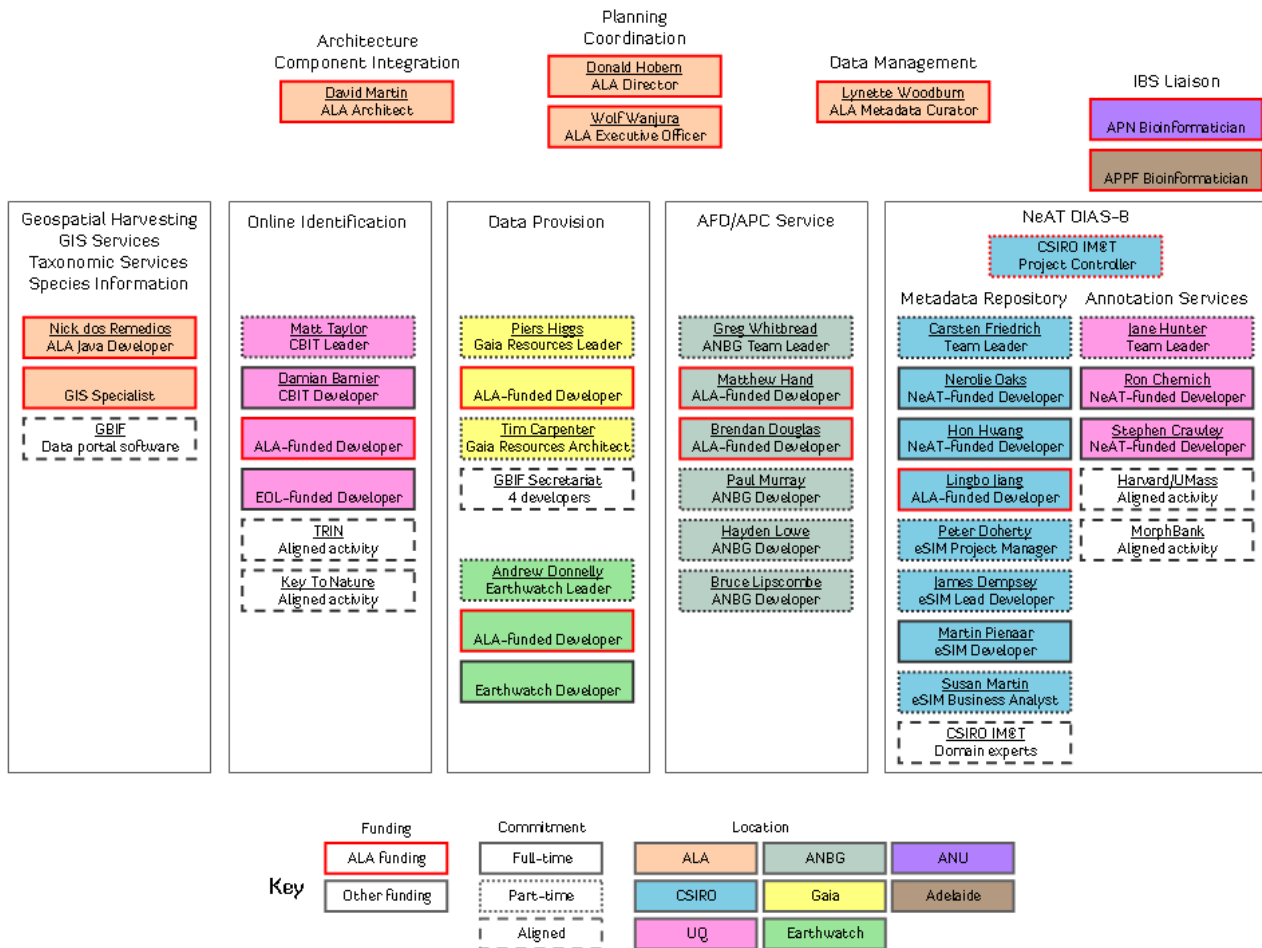 Architecture
Component Integration
David Martin
ALA Architect
Planning
Coordination
Donald Hobern
ALA Director
Wolf Wanjura
ALA Executive Officer
Data Management
Lynette Woodburn
ALA Metadata Curator
IBS Liaison
APN Bioinformatician
APPF Bioinformatician
Geospatial Harvesting
GIS Services
Taxonomic Services
Species Information
Nick dos Remedios
ALA Java Developer
GIS Specialist
GBIF
Data portal software
Online Identification
Matt Taylor
CBIT Leader
Damian Barnier
CBIT Developer
ALA-funded Developer
EOL-funded Developer
TRIN
Aligned activity
Key To Nature
Aligned activity
Data Provision
Piers Higgs
Gaia Resources Leader
ALA-funded Developer
Tim Carpenter
Gaia Resources Architect
GBIF Secretariat
4 developers
Andrew Donnelly
Earthwatch Leader
ALA-funded Developer
Earthwatch Developer
AFD/APC Service
Greg Whitbread
ANBG Team Leader
Matthew Hand
ALA-funded Developer
Brendan Douglas
ALA-funded Developer
Paul Murray
ANBG Developer
Hayden Lowe
ANBG Developer
Bruce Lipscombe
ANBG Developer
NeAT DIAS-B
CSIRO IM&T
Project Controller
Metadata Repository
Carsten Friedrich
Team Leader
Nerolie Oaks
NeAT-funded Developer
Hon Hwang
NeAT-funded Developer
Lingbo Jiang
ALA-funded Developer
Peter Doherty
eSIM Project Manager
James Dempsey
eSIM Lead Developer
Martin Pienaar
eSIM Developer
Susan Martin
eSIM Business Analyst
CSIRO IM&T
Domain experts
Annotation Services
Jane Hunter
Team Leader
Ron Chernich
NeAT-funded Developer
Stephen Crawley
NeAT-funded Developer
Harvard/UMass
Aligned activity
MorphBank
Aligned activity
Key
Funding
ALA funding
Other funding
Commitment
Full-time
Part-time
Aligned
Location
ALA
ANBG
ANU
CSIRO
Gaia
Adelaide
UQ
Earthwatch